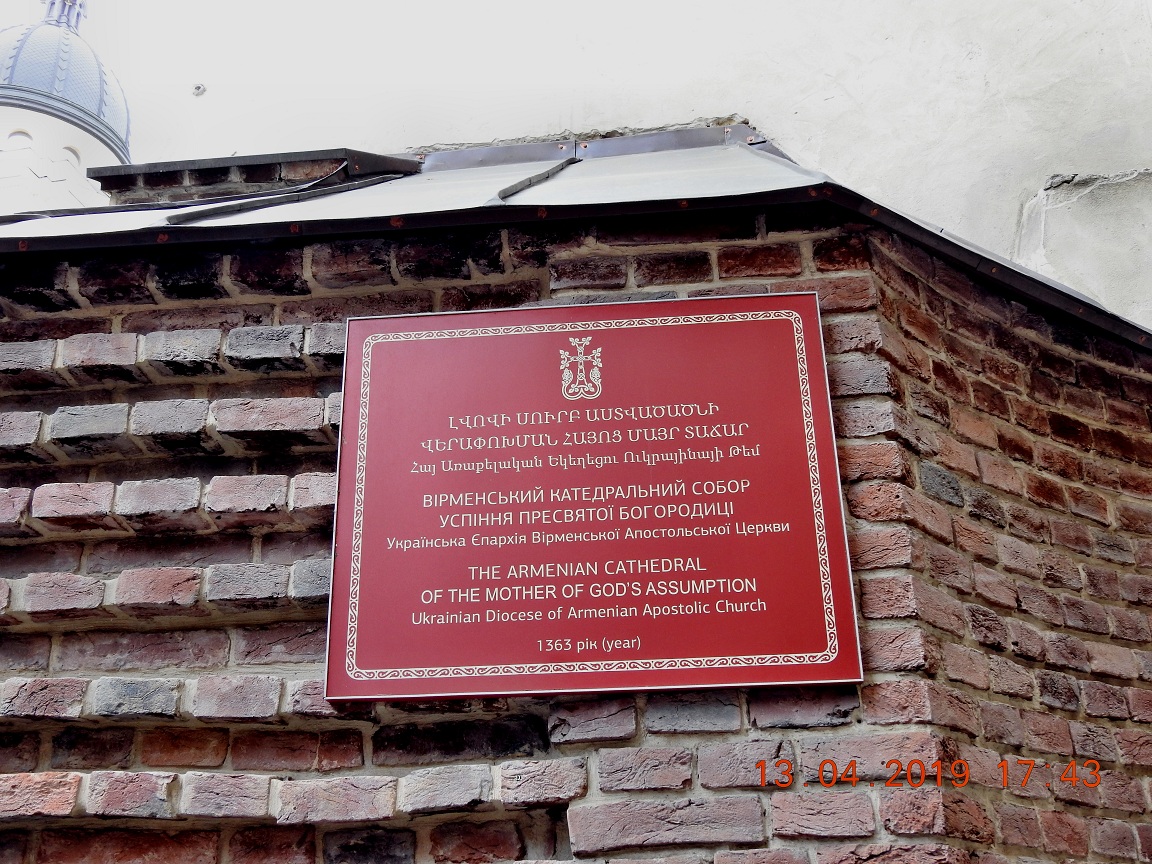 ԼՎՈՎԻ ՍՈՒՐԲ ԱՍՏՎԱԾԱԾՆԻ
ՎԵՐԱՓՈԽՄԱՆ ՀԱՅՈՑ ՄԱՅՐ ՏԱՃԱՐ
Հայ Առաքելական Եկեղեցու Ուկրաինայի Թեմ
ВІРМЕНСЬКИЙ КАТЕДРАЛЬНИЙ СОБОР
УСПІННЯ ПРЕСВЯТОЇ БОГОРОДИЦІ
Українська Єпархія Вірменської Апостольської Церкви
THE ARMENIAN CATHEDRAL
OF THE MOTHER OF GOD'S ASSUMPTION
Ukrainian Diocese of Armenian Apostolic Church
1363 рік (year)
13.04.2019 17:43